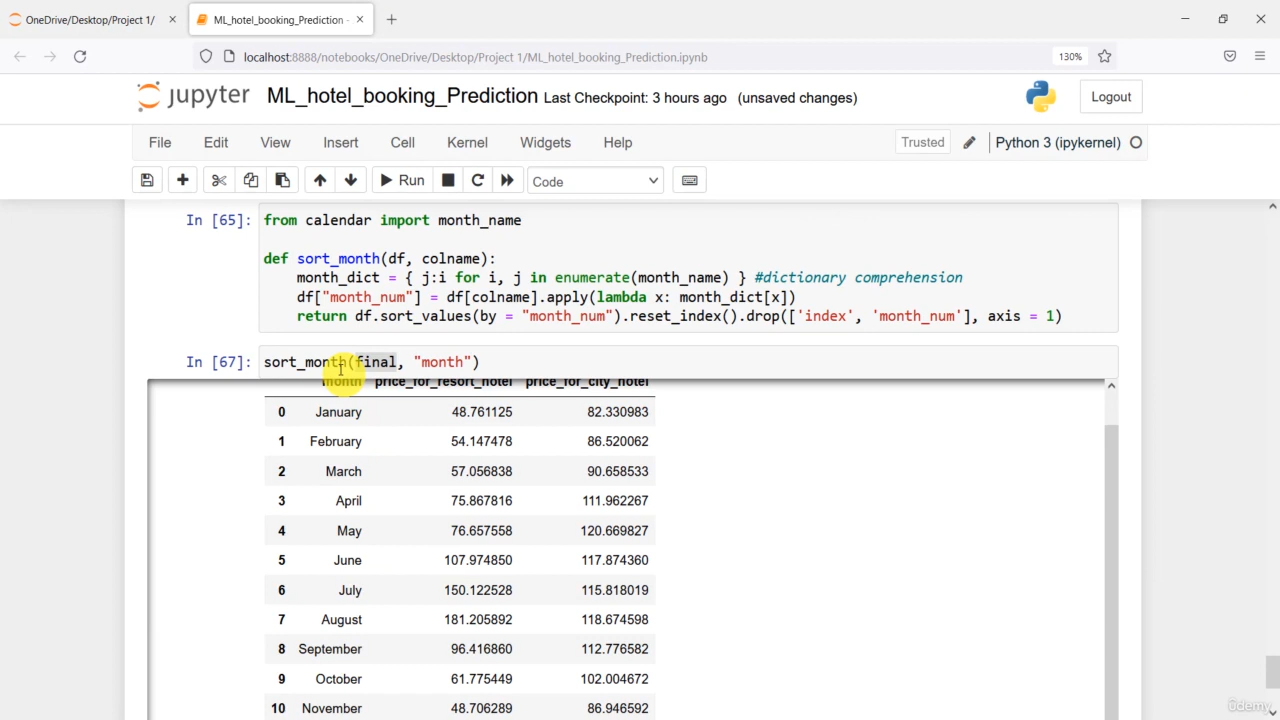 OneDrive/Desktop/Project 1/
ML_hotel_booking_Prediction -
localhost:8888/notebooks/OneDrive/Desktop/Project 1/ML_hotel_booking_Prediction.ipynb
130%
jupyter ML_hotel_booking_Prediction Last Checkpoint: 3 hours ago (unsaved changes)
Logout
File Edit View Insert Cell Kernel Widgets Help
Trusted Python 3 (ipykernel)
Run Code
In [65]: from calendar import month_name
def sort_month(df, colname):
month_dict = { j:i for i, j in enumerate(month_name) } #dictionary comprehension
df["month_num"] = df[colname].apply(lambda x: month_dict[x])
return df.sort_values(by = "month_num").reset_index().drop(['index', 'month_num'], axis = 1)
In [67]: sort_month(final, "month")
month price_for_resort_hotel price_for_city_hotel
0 January 48.761125 82.330983
1 February 54.147478 86.520062
2 March 57.056838 90.658533
3 April 75.867816 111.962267
4 May 76.657558 120.669827
5 June 107.974850 117.874360
6 July 150.122528 115.818019
7 August 181.205892 118.674598
8 September 96.416860 112.776582
9 October 61.775449 102.004672
10 November 48.706289 86.946592
ûdemy